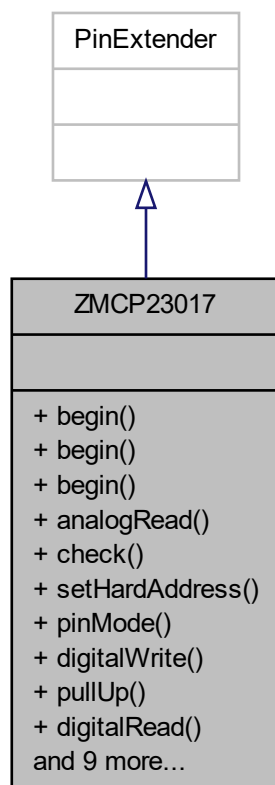 PinExtender
ZMCP23017
+ begin()
+ begin()
+ begin()
+ analogRead()
+ check()
+ setHardAddress()
+ pinMode()
+ digitalWrite()
+ pullUp()
+ digitalRead()
and 9 more...